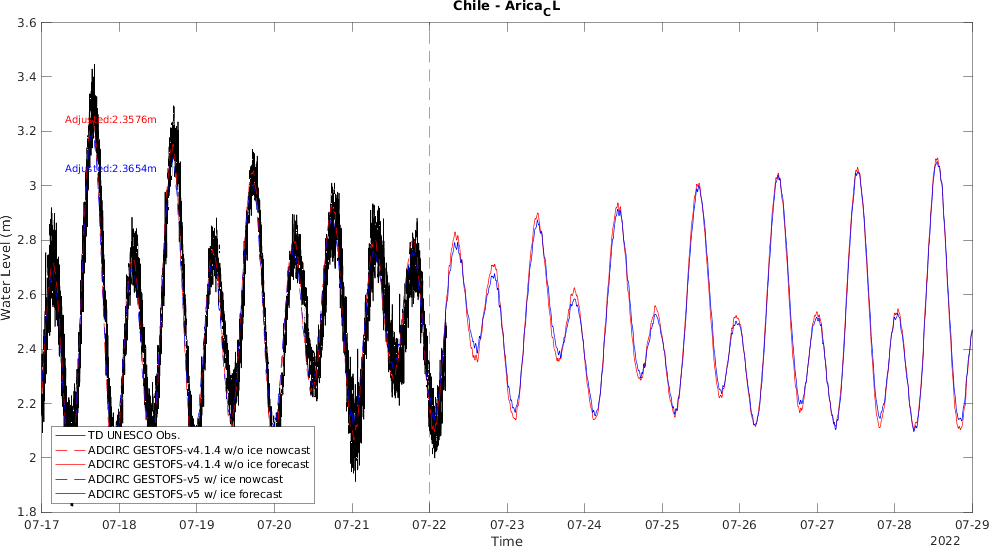 Chile - Arica_CL
3.6
3.4
3.2
3
2.8
2.6
2.4
2.2
2
1.8
Water Level (m)
Adjusted:2.3576m
Adjusted:2.3654m
TD UNESCO Obs.
ADCIRC GESTOFS-v4.1.4 w/o ice nowcast
ADCIRC GESTOFS-v4.1.4 w/o ice forecast
ADCIRC GESTOFS-v5 w/ ice nowcast
ADCIRC GESTOFS-v5 w/ ice forecast
07-17 07-18 07-19 07-20 07-21 07-22 07-23 07-24 07-25 07-26 07-27 07-28 07-29
Time
2022